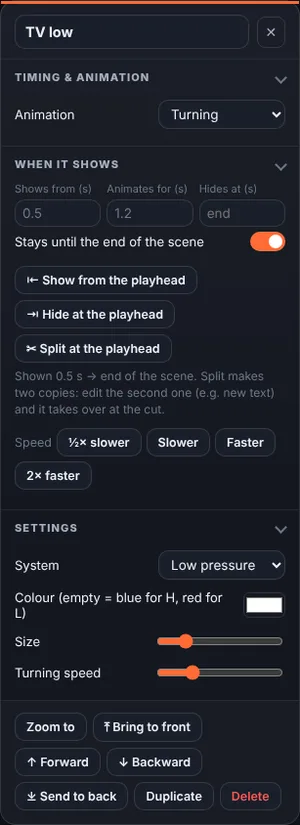 TV low ✕
TIMING & ANIMATION
Animation Turning
WHEN IT SHOWS
Shows from (s) Animates for (s) Hides at (s)
0.5 1.2 end
Stays until the end of the scene
⇤ Show from the playhead
⇥ Hide at the playhead
✂ Split at the playhead
Shown 0.5 s → end of the scene. Split makes
two copies: edit the second one (e.g. new text)
and it takes over at the cut.
Speed ½× slower Slower Faster
2× faster
SETTINGS
System Low pressure
Colour (empty = blue for H, red for
L)
Size
Turning speed
Zoom to ⤒ Bring to front
↑ Forward ↓ Backward
⤓ Send to back Duplicate Delete